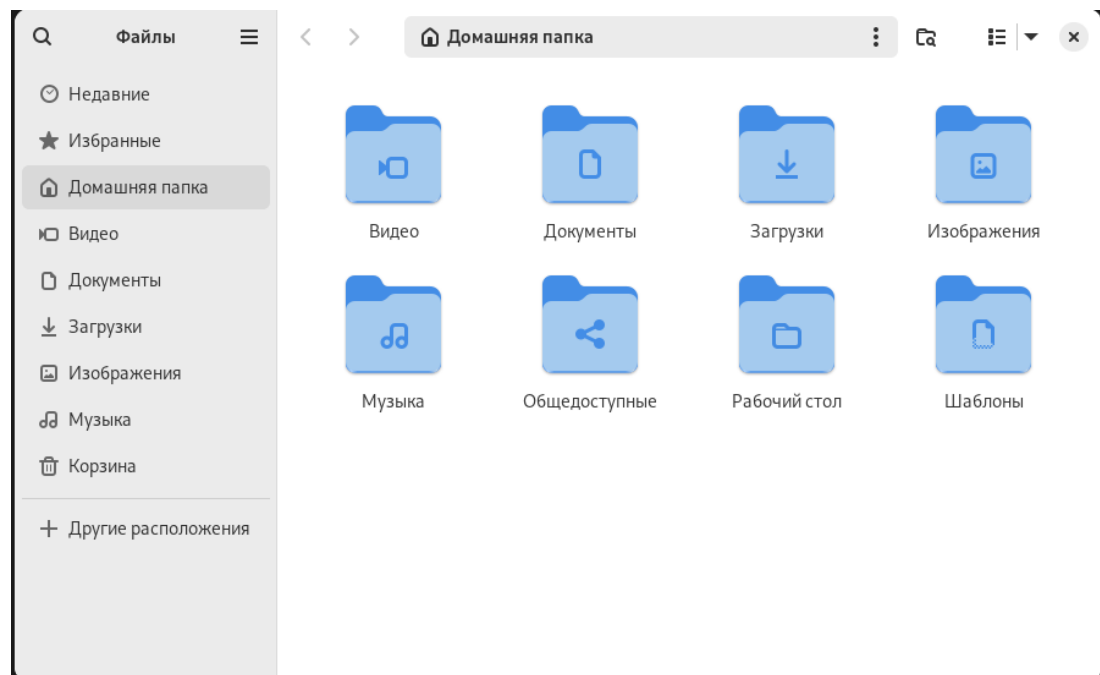 Файлы
Домашняя папка
Недавние
Избранные
Домашняя папка
Видео
Документы
Загрузки
Изображения
Музыка
Корзина
Другие расположения
Видео
Документы
Загрузки
Изображения
Музыка
Общедоступные
Рабочий стол
Шаблоны